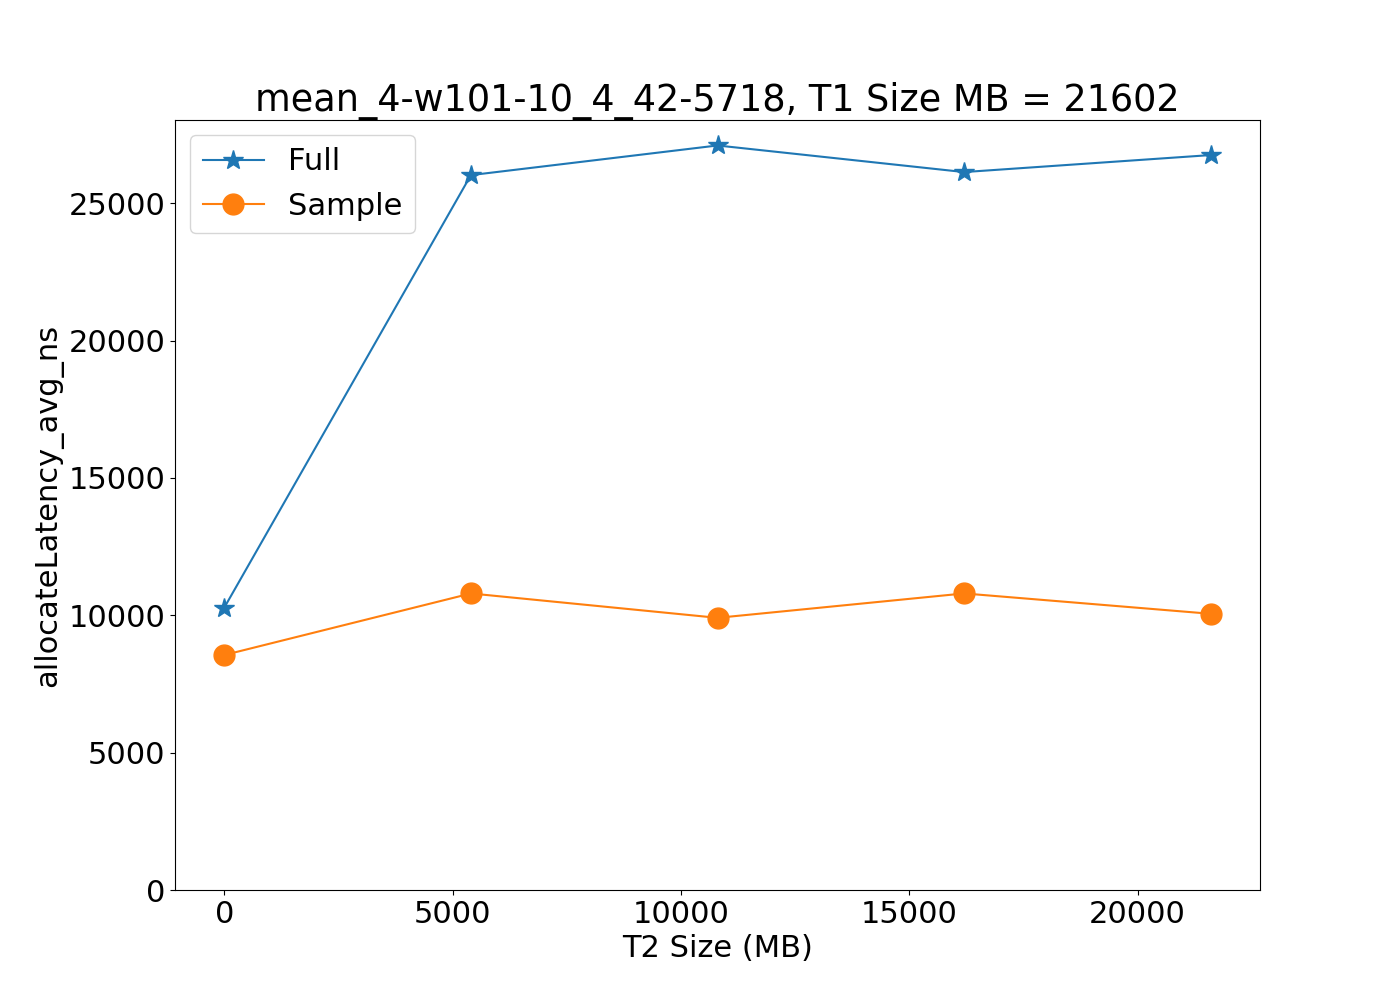 mean_4-w101-10_4_42-5718, T1 Size MB = 21602
Full
Sample
allocateLatency_avg_ns
25000
20000
15000
10000
5000
0
0 5000 10000 15000 20000
T2 Size (MB)